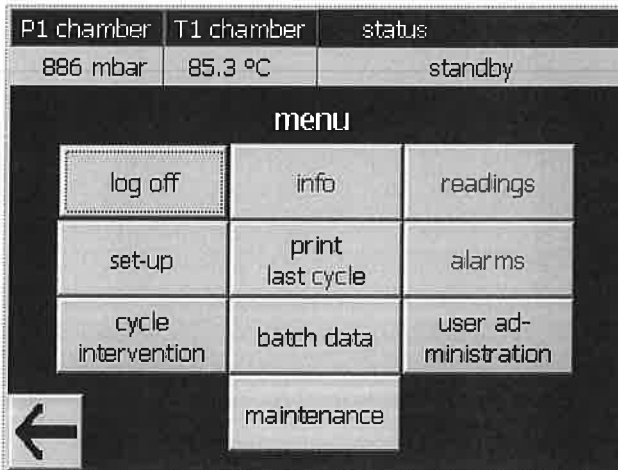 P1 chamber T1 chamber status
886 mbar 85.3 ºC standby
menu
log off info readings
set-up print
last cycle alarms
cycle
intervention batch data user ad-
ministration
maintenance